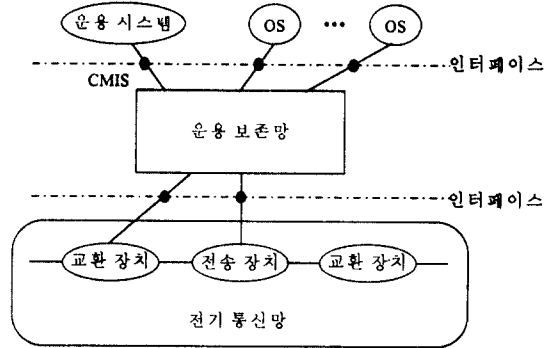 운용 시스템
OS ••• OS
인터페이스
CMIS
운용 보존망
인터페이스
교환 장치
전송 장치
교환 장치
전기 통신망